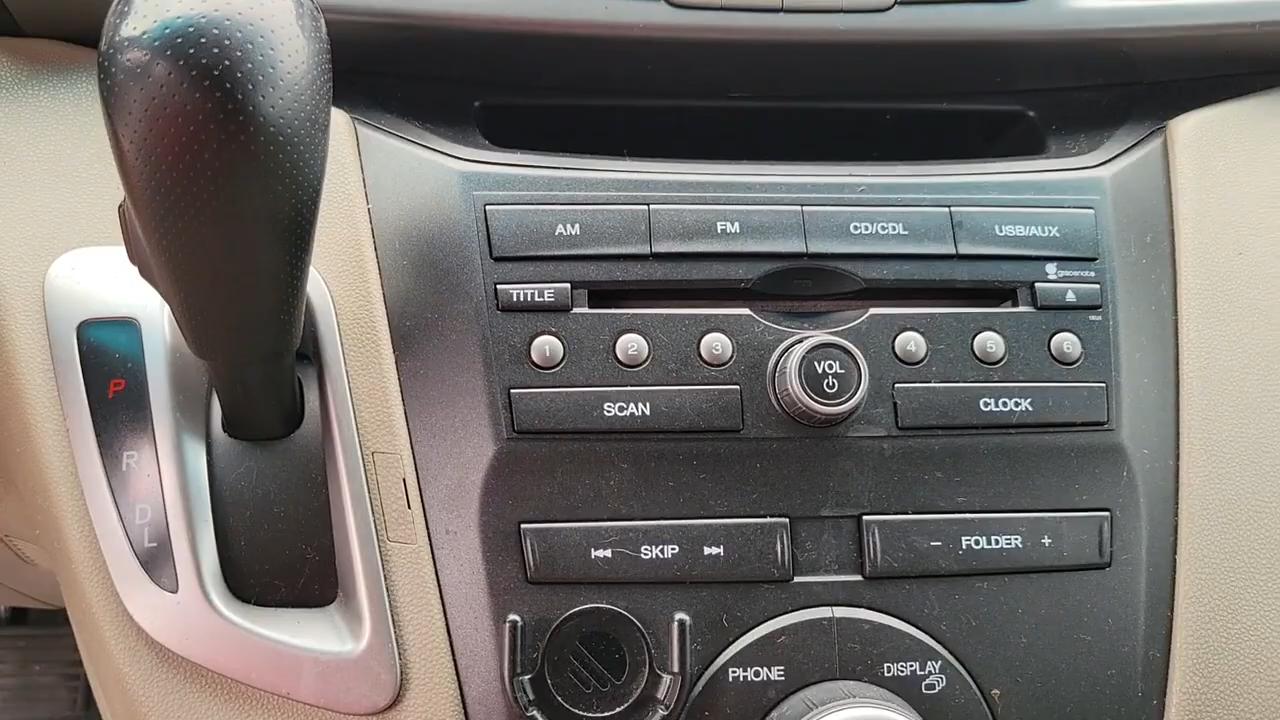 AM FM CD/CDL USB/AUX
gracenote
TITLE
1 2 3 4 5 6
VOL
SCAN CLOCK
P
R
D
L
SKIP - FOLDER +
PHONE DISPLAY